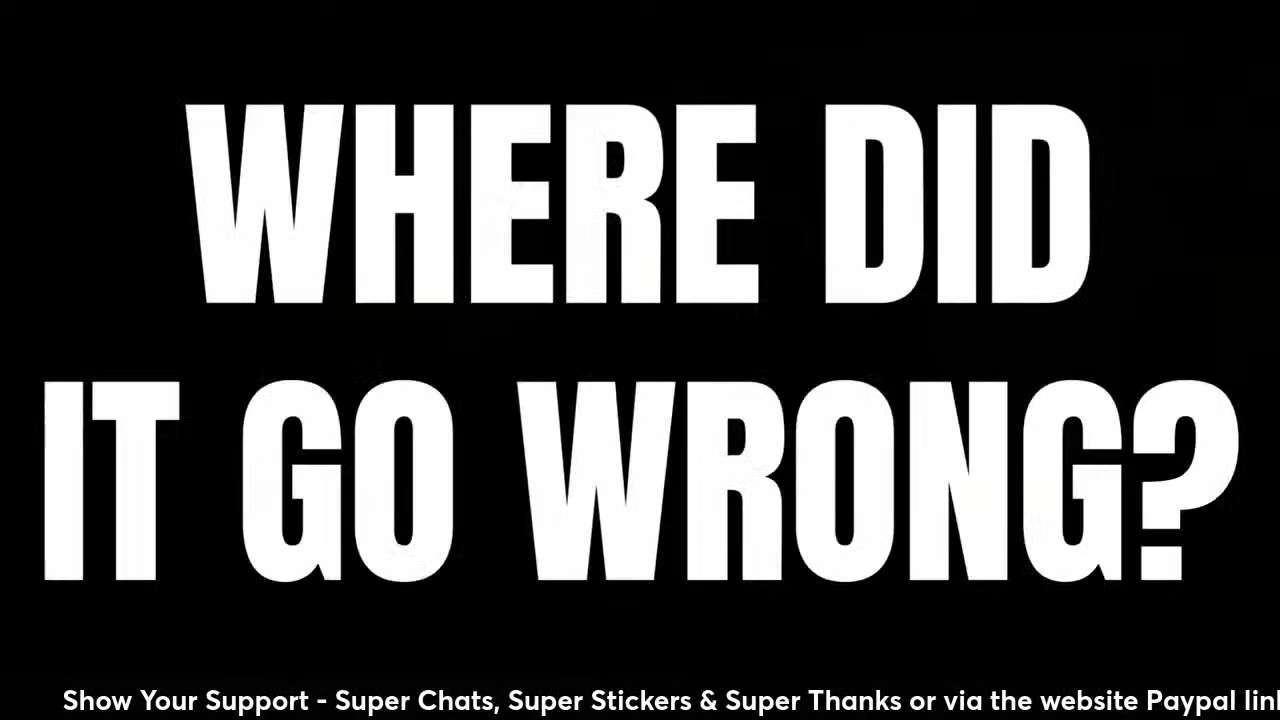 WHERE DID
IT GO WRONG?
Show Your Support - Super Chats, Super Stickers & Super Thanks or via the website Paypal lin